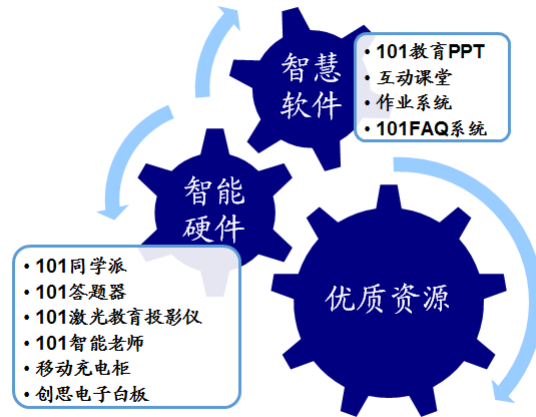 智慧
软件
• 101教育PPT
• 互动课堂
• 作业系统
• 101FAQ系统
智能
硬件
• 101同学派
• 101答题器
• 101激光教育投影仪
• 101智能老师
• 移动充电柜
• 创思电子白板
优质资源